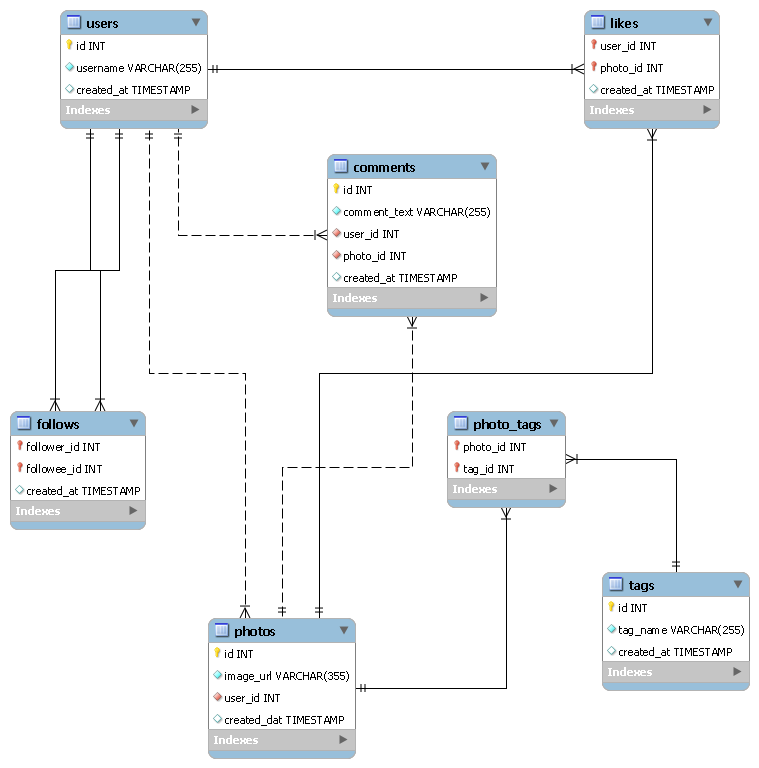 users
id INT
username VARCHAR(255)
created_at TIMESTAMP
Indexes
likes
user_id INT
photo_id INT
created_at TIMESTAMP
Indexes
comments
id INT
comment_text VARCHAR(255)
user_id INT
photo_id INT
created_at TIMESTAMP
Indexes
follows
follower_id INT
followee_id INT
created_at TIMESTAMP
Indexes
photo_tags
photo_id INT
tag_id INT
Indexes
tags
id INT
tag_name VARCHAR(255)
created_at TIMESTAMP
Indexes
photos
id INT
image_url VARCHAR(355)
user_id INT
created_dat TIMESTAMP
Indexes